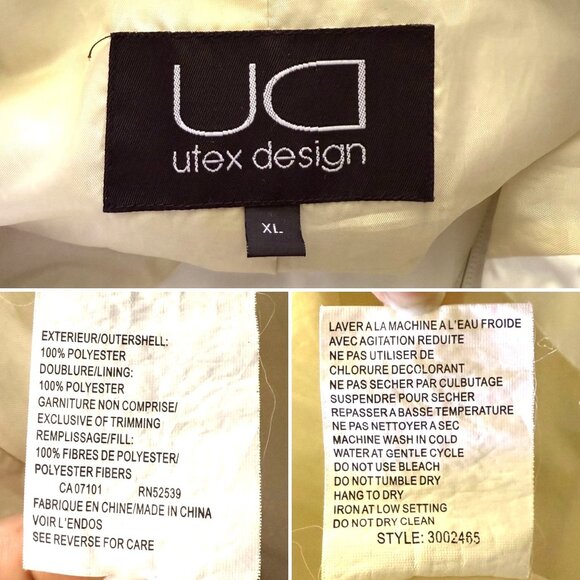 UD
utex design
XL
EXTERIEUR/OUTERSHELL:
100% POLYESTER
DOUBLURE/LINING:
100% POLYESTER
GARNITURE NON COMPRISE/
EXCLUSIVE OF TRIMMING
REMPLISSAGE/FILL:
100% FIBRES DE POLYESTER/
POLYESTER FIBERS
CA 07101 RN52539
FABRIQUE EN CHINE/MADE IN CHINA
VOIR L'ENDOS
SEE REVERSE FOR CARE
LAVER A LA MACHINE A L'EAU FROIDE
AVEC AGITATION REDUITE
NE PAS UTILISER DE
CHLORURE DECOLORANT
NE PAS SECHER PAR CULBUTAGE
SUSPENDRE POUR SECHER
REPASSER A BASSE TEMPERATURE
NE PAS NETTOYER A SEC
MACHINE WASH IN COLD
WATER AT GENTLE CYCLE
DO NOT USE BLEACH
DO NOT TUMBLE DRY
HANG TO DRY
IRON AT LOW SETTING
DO NOT DRY CLEAN
STYLE: 3002465